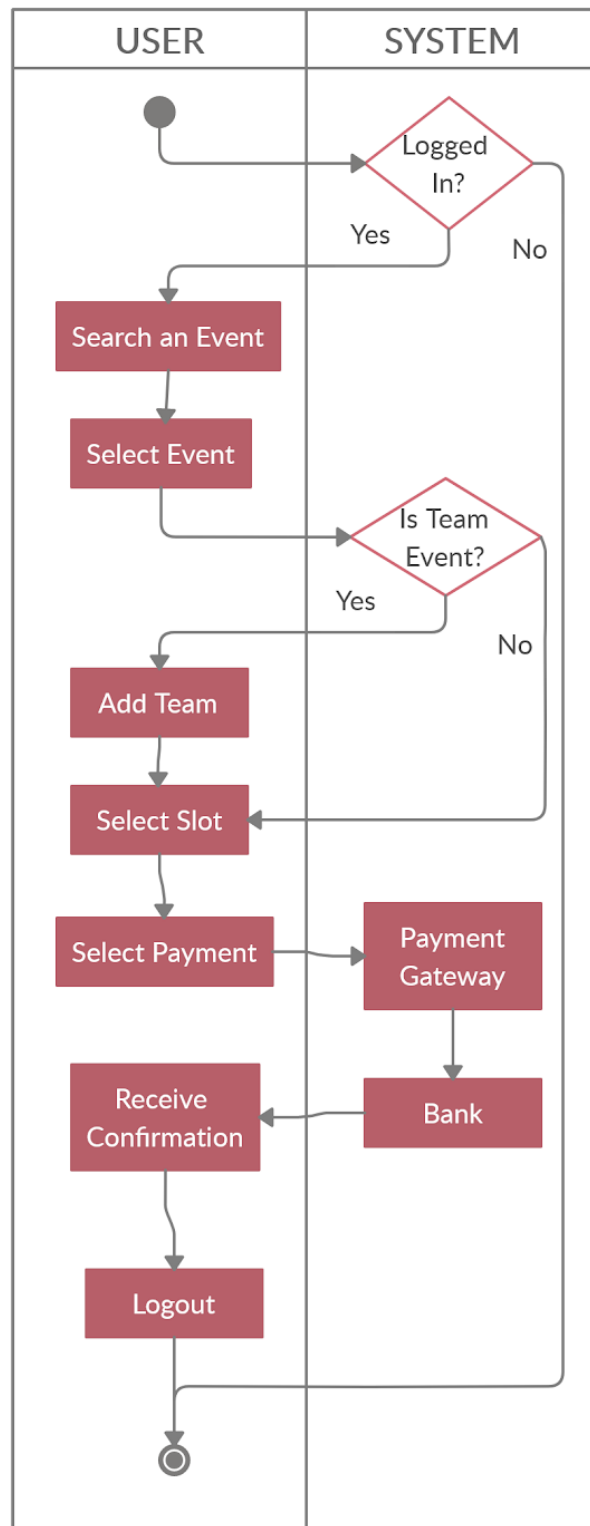 USER
SYSTEM
Logged
In?
Yes
No
Search an Event
Select Event
Is Team
Event?
Yes
No
Add Team
Select Slot
Select Payment
Payment
Gateway
Receive
Confirmation
Bank
Logout